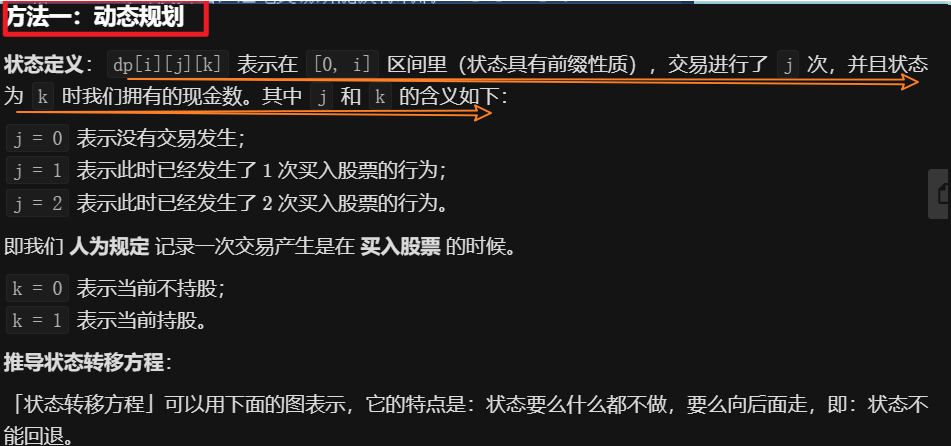 方法一：动态规划
状态定义： dp[i][j][k] 表示在 [0, i] 区间里（状态具有前缀性质），交易进行了 j 次，并且状态
为 k 时我们拥有的现金数。其中 j 和 k 的含义如下：
j = 0 表示没有交易发生；
j = 1 表示此时已经发生了 1 次买入股票的行为；
j = 2 表示此时已经发生了 2 次买入股票的行为。
即我们 人为规定 记录一次交易产生是在 买入股票 的时候。
k = 0 表示当前不持股；
k = 1 表示当前持股。
推导状态转移方程：
「状态转移方程」可以用下面的图表示，它的特点是：状态要么什么都不做，要么向后面走，即：状态不
能回退。